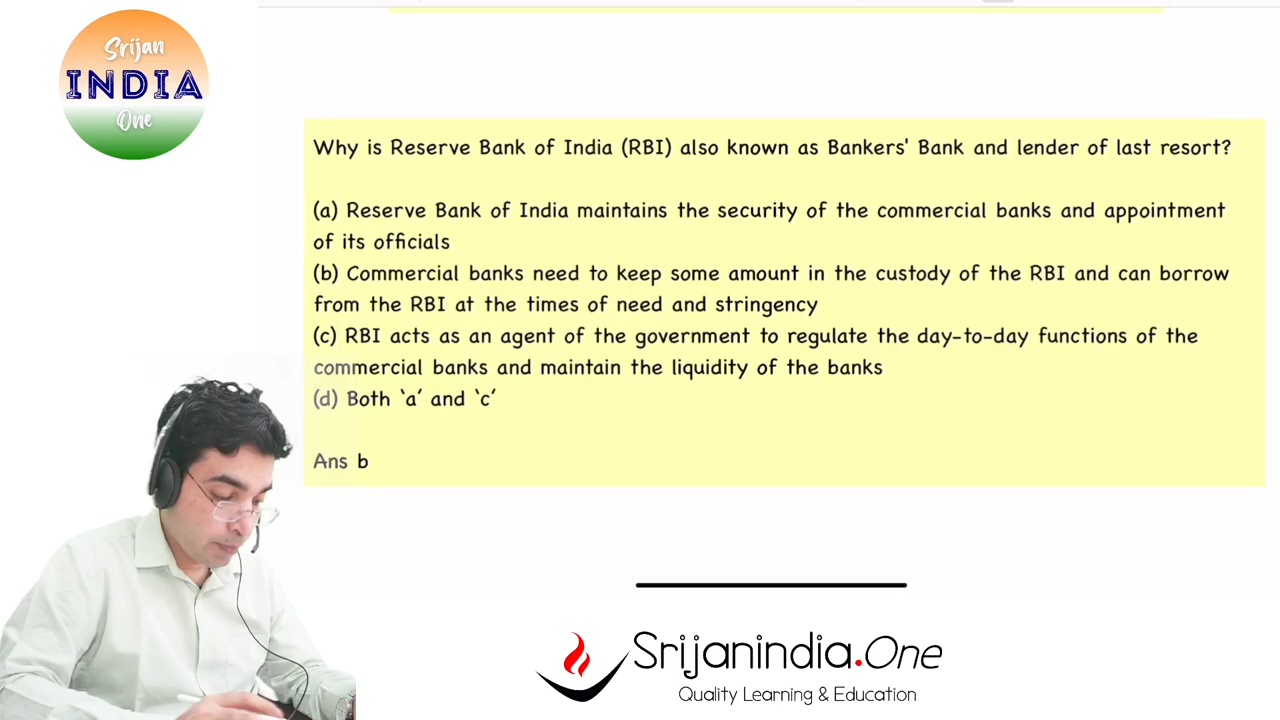 Srijan
INDIA
One
Why is Reserve Bank of India (RBI) also known as Bankers' Bank and lender of last resort?
(a) Reserve Bank of India maintains the security of the commercial banks and appointment
of its officials
(b) Commercial banks need to keep some amount in the custody of the RBI and can borrow
from the RBI at the times of need and stringency
(c) RBI acts as an agent of the government to regulate the day-to-day functions of the
commercial banks and maintain the liquidity of the banks
(d) Both ‘a’ and ‘c’
Ans b
Srijanindia.One
Quality Learning & Education